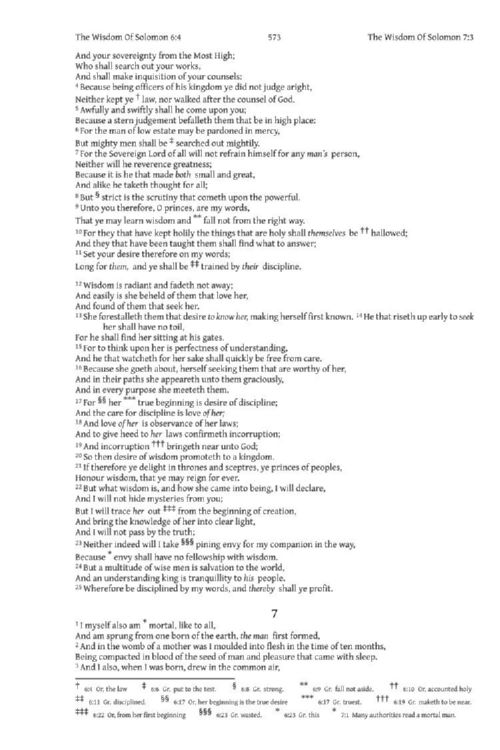 The Wisdom Of Solomon 6:4 573 The Wisdom Of Solomon 7:3
And your sovereignty from the Most High;
Who shall search out your works,
And shall make inquisition of your counsels:
4 Because being officers of his kingdom ye did not judge aright,
Neither kept ye † law, nor walked after the counsel of God.
5 Awfully and swiftly shall he come upon you;
Because a stern judgement befalleth them that be in high place:
6 For the man of low estate may be pardoned in mercy,
But mighty men shall be ‡ searched out mightily.
7 For the Sovereign Lord of all will not refrain himself for any man's person,
Neither will he reverence greatness;
Because it is he that made both small and great,
And alike he taketh thought for all;
8 But § strict is the scrutiny that cometh upon the powerful.
9 Unto you therefore, O princes, are my words,
That ye may learn wisdom and ** fall not from the right way.
10 For they that have kept holily the things that are holy shall themselves be †† hallowed;
And they that have been taught them shall find what to answer;
11 Set your desire therefore on my words;
Long for them, and ye shall be ‡‡ trained by their discipline.
12 Wisdom is radiant and fadeth not away;
And easily is she beheld of them that love her,
And found of them that seek her.
13 She forestalleth them that desire to know her, making herself first known. 14 He that riseth up early to seek
her shall have no toil,
For he shall find her sitting at his gates.
15 For to think upon her is perfectness of understanding,
And he that watcheth for her sake shall quickly be free from care.
16 Because she goeth about, herself seeking them that are worthy of her,
And in their paths she appeareth unto them graciously,
And in every purpose she meeteth them.
17 For §§ her *** true beginning is desire of discipline;
And the care for discipline is love of her;
18 And love of her is observance of her laws;
And to give heed to her laws confirmeth incorruption;
19 And incorruption ††† bringeth near unto God;
20 So then desire of wisdom promoteth to a kingdom.
21 If therefore ye delight in thrones and sceptres, ye princes of peoples,
Honour wisdom, that ye may reign for ever.
22 But what wisdom is, and how she came into being, I will declare,
And I will not hide mysteries from you;
But I will trace her out ‡‡‡ from the beginning of creation,
And bring the knowledge of her into clear light,
And I will not pass by the truth;
23 Neither indeed will I take §§§ pining envy for my companion in the way,
Because * envy shall have no fellowship with wisdom.
24 But a multitude of wise men is salvation to the world,
And an understanding king is tranquillity to his people.
25 Wherefore be disciplined by my words, and thereby shall ye profit.
7
1 I myself also am * mortal, like to all,
And am sprung from one born of the earth, the man first formed,
2 And in the womb of a mother was I moulded into flesh in the time of ten months,
Being compacted in blood of the seed of man and pleasure that came with sleep.
3 And I also, when I was born, drew in the common air,
† 6:4 Or, the law ‡ 6:6 Gr. put to the test. § 6:8 Gr. strong. ** 6:9 Gr. fall not aside. †† 6:10 Or, accounted holy
‡‡ 6:11 Gr. disciplined. §§ 6:17 Or, her beginning is the true desire *** 6:17 Gr. truest. ††† 6:19 Gr. maketh to be near.
‡‡‡ 6:22 Or, from her first beginning §§§ 6:23 Gr. wasted. * 6:23 Gr. this * 7:1 Many authorities read a mortal man.